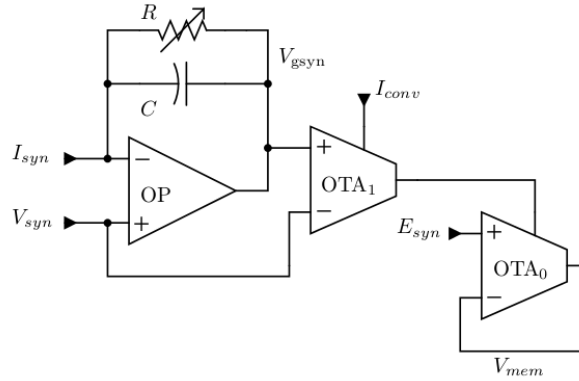 R
V_gsyn
C
I_conv
I_syn
−
+
OP
OTA_1
V_syn
+
−
E_syn
+
OTA_0
−
V_mem